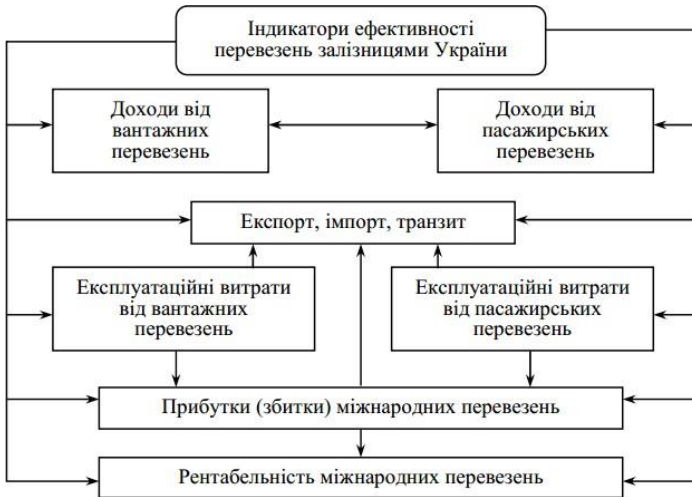 Індикатори ефективності
перевезень залізницями України
Доходи від
вантажних
перевезень
Доходи від
пасажирських
перевезень
Експорт, імпорт, транзит
Експлуатаційні витрати
від вантажних
перевезень
Експлуатаційні витрати
від пасажирських
перевезень
Прибутки (збитки) міжнародних перевезень
Рентабельність міжнародних перевезень